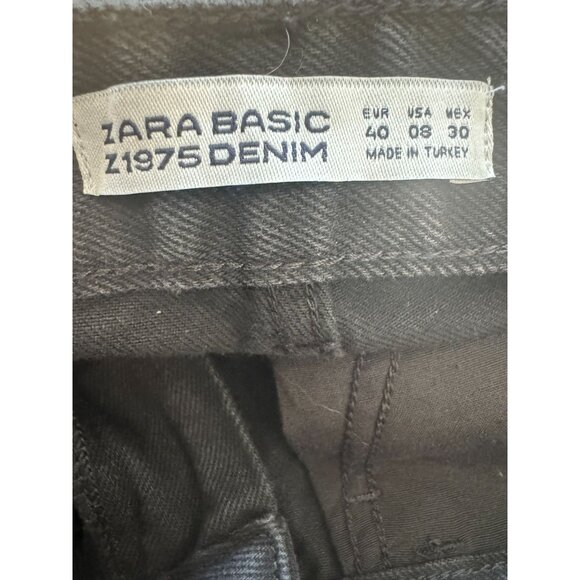 ZARA BASIC
Z1975 DENIM
EUR USA MEX
40 08 30
MADE IN TURKEY